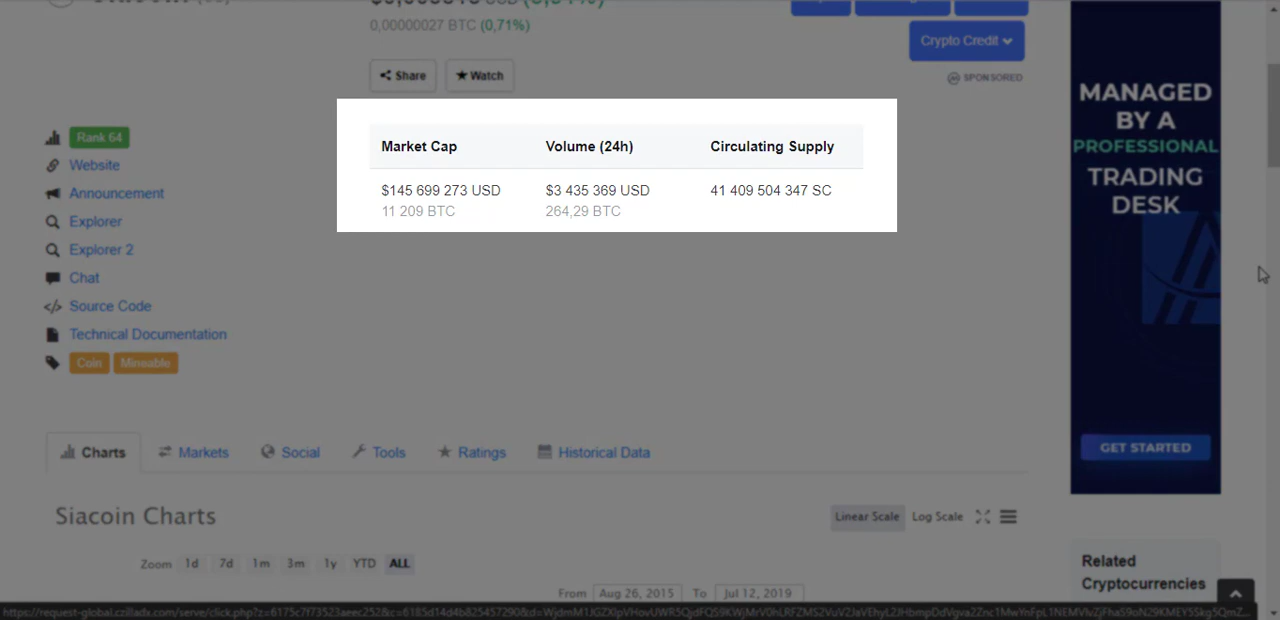 0,00000027 BTC (0,71%)
Crypto Credit
Share
Watch
SPONSORED
Market Cap Volume (24h) Circulating Supply
$145 699 273 USD $3 435 369 USD 41 409 504 347 SC
11 209 BTC 264,29 BTC
Rank 64
Website
Announcement
Explorer
Explorer 2
Chat
Source Code
Technical Documentation
Coin Mineable
MANAGED
BY A
PROFESSIONAL
TRADING
DESK
GET STARTED
Charts Markets Social Tools Ratings Historical Data
Siacoin Charts
Linear Scale Log Scale
Zoom 1d 7d 1m 3m 1y YTD ALL
From Aug 26, 2015 To Jul 12, 2019
Related
Cryptocurrencies